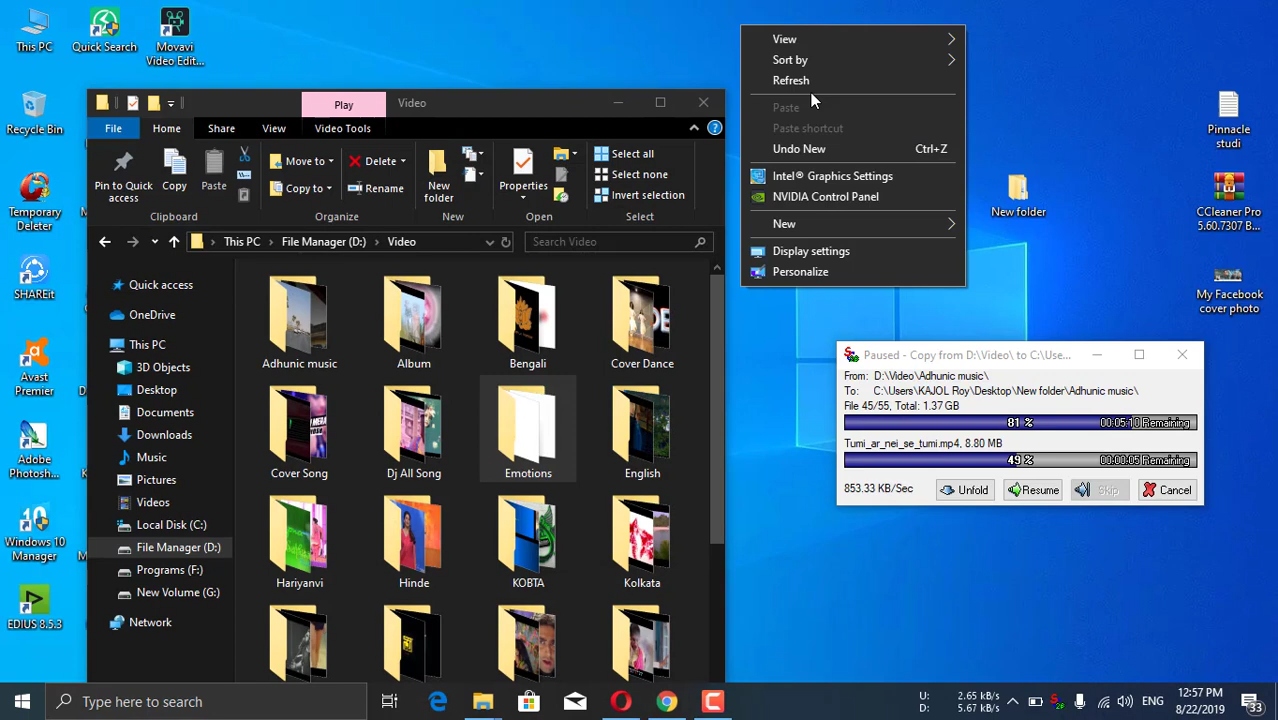 This PC
Quick Search
Movavi
Video Edit...
Recycle Bin
Temporary
Deleter
SHAREit
Avast
Premier
Adobe
Photosh...
Windows 10
Manager
EDIUS 8.5.3
Play
Video
File
Home
Share
View
Video Tools
Pin to Quick
access
Copy
Paste
Clipboard
Move to
Copy to
Delete
Rename
Organize
New
folder
New
Properties
Open
Select all
Select none
Invert selection
Select
This PC
File Manager (D:)
Video
Search Video
Quick access
OneDrive
This PC
3D Objects
Desktop
Documents
Downloads
Music
Pictures
Videos
Local Disk (C:)
File Manager (D:)
Programs (F:)
New Volume (G:)
Network
Adhunic music
Album
Bengali
Cover Dance
Cover Song
Dj All Song
Emotions
English
Hariyanvi
Hinde
KOBTA
Kolkata
View
Sort by
Refresh
Paste
Paste shortcut
Undo New Ctrl+Z
Intel® Graphics Settings
NVIDIA Control Panel
New
Display settings
Personalize
New folder
Pinnacle
studi
CCleaner Pro
5.60.7307 B...
My Facebook
cover photo
Paused - Copy from D:\Video\ to C:\Use...
From: D:\Video\Adhunic music\
To: C:\Users\KAJOL Roy\Desktop\New folder\Adhunic music\
File 45/55, Total: 1.37 GB
81 % 00:05:10 Remaining
Tumi_ar_nei_se_tumi.mp4, 8.80 MB
49 % 00:00:05 Remaining
853.33 KB/Sec
Unfold
Resume
Skip
Cancel
Type here to search
U: 2.65 kB/s
D: 5.67 kB/s
ENG
12:57 PM
8/22/2019
33